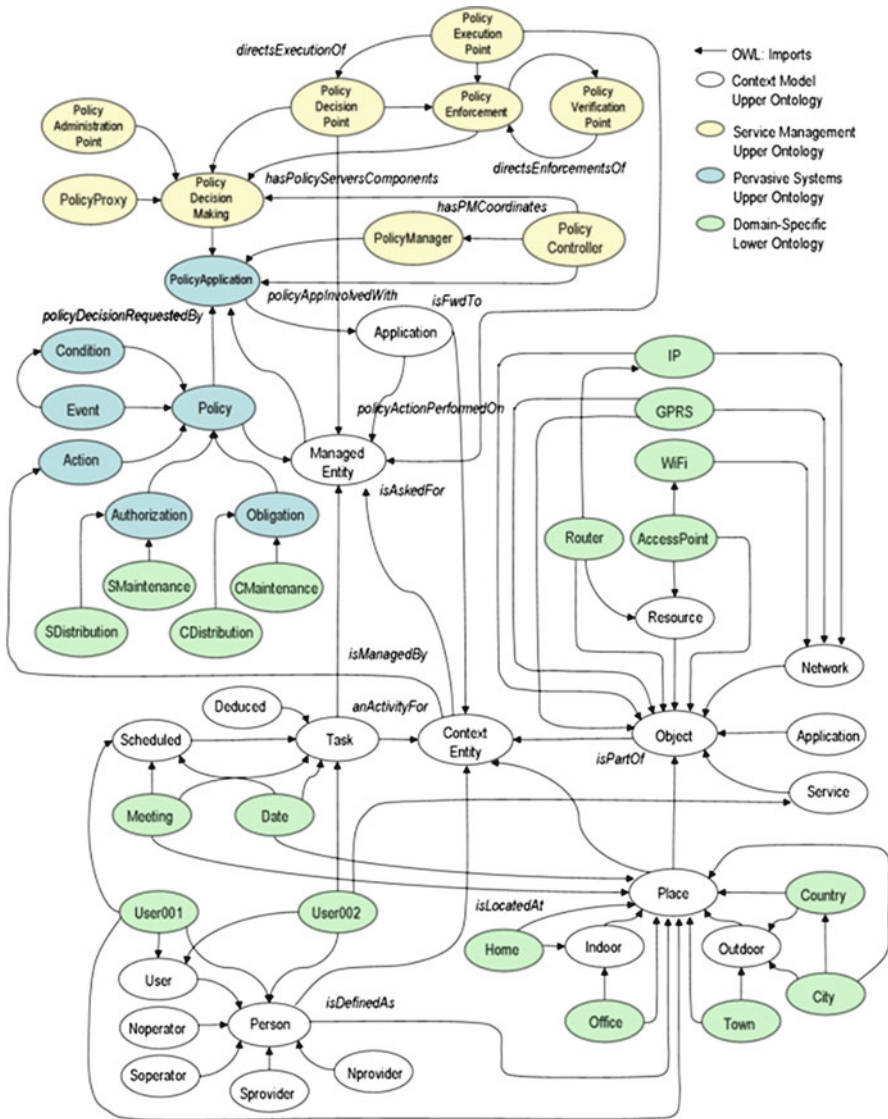 Policy
Execution
Point
directsExecutionOf
OWL: Imports
Context Model
Upper Ontology
Service Management
Upper Ontology
Pervasive Systems
Upper Ontology
Domain-Specific
Lower Ontology
Policy
Decision
Point
Policy
Enforcement
Policy
Verification
Point
Policy
Administration
Point
directsEnforcementsOf
hasPolicyServersComponents
PolicyProxy
Policy
Decision
Making
hasPMCoordinates
PolicyManager
Policy
Controller
PolicyApplication
policyAppInvolvedWith
isFwdTo
policyDecisionRequestedBy
Application
Condition
IP
Event
Policy
policyActionPerformedOn
GPRS
Action
Managed
Entity
WiFi
isAskedFor
Authorization
Obligation
Router
AccessPoint
SMaintenance
CMaintenance
Resource
SDistribution
CDistribution
isManagedBy
Network
Deduced
anActivityFor
Scheduled
Task
Context
Entity
Object
Application
isPartOf
Meeting
Date
Service
User001
User002
isLocatedAt
Place
Country
Home
Indoor
Outdoor
User
isDefinedAs
Noperator
Person
Office
Town
City
Soperator
Sprovider
Nprovider